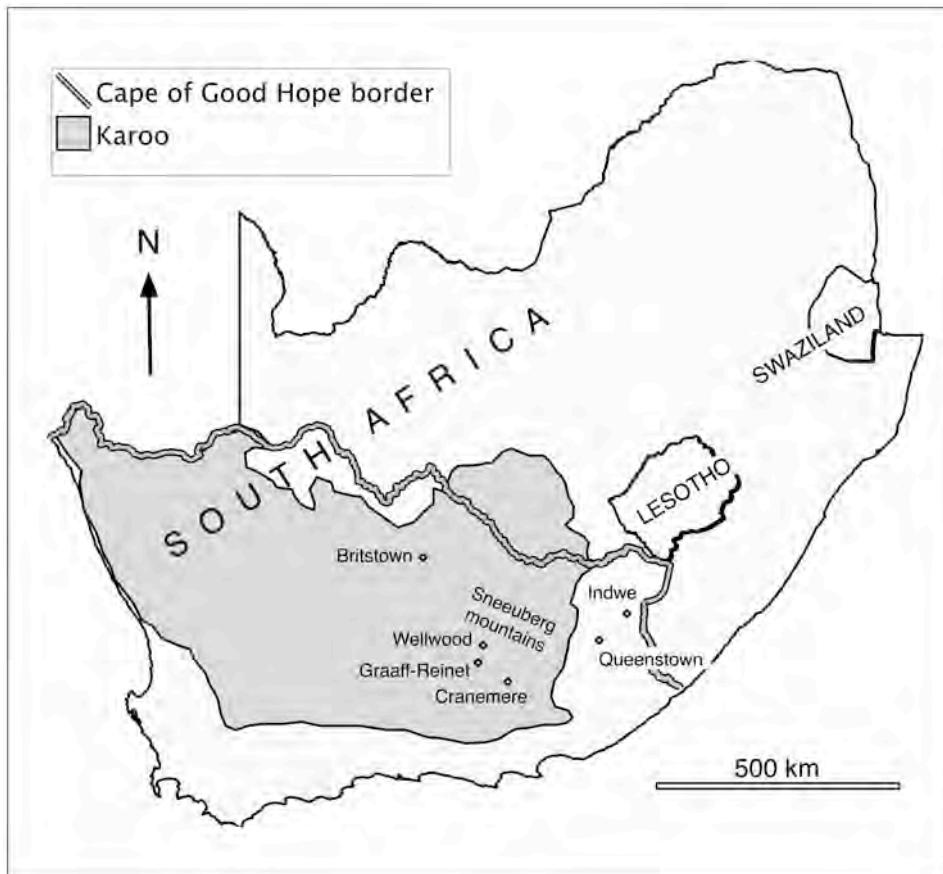 Cape of Good Hope border
Karoo
N
SOUTH AFRICA
SWAZILAND
LESOTHO
Britstown
Sneeuberg
mountains
Indwe
Wellwood
Queenstown
Graaff-Reinet
Cranemere
500 km